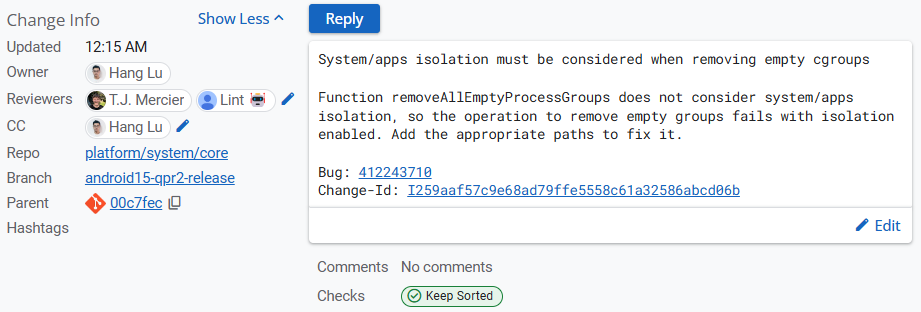 Change Info
Show Less
Updated 12:15 AM
Owner Hang Lu
Reviewers T.J. Mercier Lint
CC Hang Lu
Repo platform/system/core
Branch android15-qpr2-release
Parent 00c7fec
Hashtags
Reply
System/apps isolation must be considered when removing empty cgroups
Function removeAllEmptyProcessGroups does not consider system/apps
isolation, so the operation to remove empty groups fails with isolation
enabled. Add the appropriate paths to fix it.
Bug: 412243710
Change-Id: I259aaf57c9e68ad79ffe5558c61a32586abcd06b
Edit
Comments No comments
Checks Keep Sorted